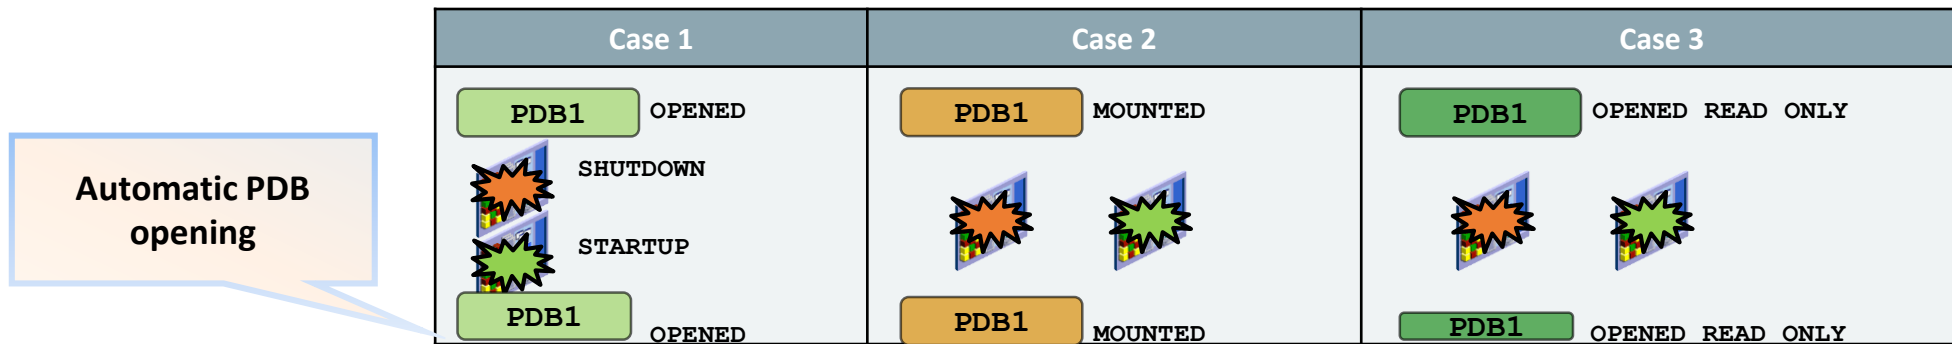 Case 1
Case 2
Case 3
Automatic PDB
opening
PDB1 OPENED
SHUTDOWN
STARTUP
PDB1 OPENED
PDB1 MOUNTED
PDB1 MOUNTED
PDB1 OPENED READ ONLY
PDB1 OPENED READ ONLY